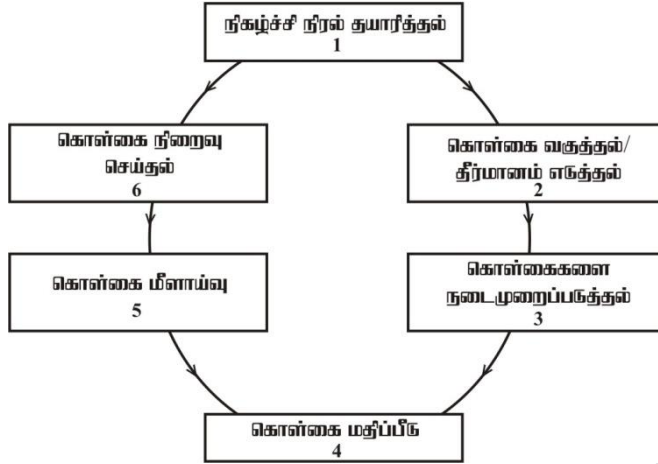 நிகழ்ச்சி நிரல் தயாரித்தல்
1
கொள்கை நிறைவு
செய்தல்
6
கொள்கை வகுத்தல்/
தீர்மானம் எடுத்தல்
2
கொள்கை மீளாய்வு
5
கொள்கைகளை
நடைமுறைப்படுத்தல்
3
கொள்கை மதிப்பீடு
4